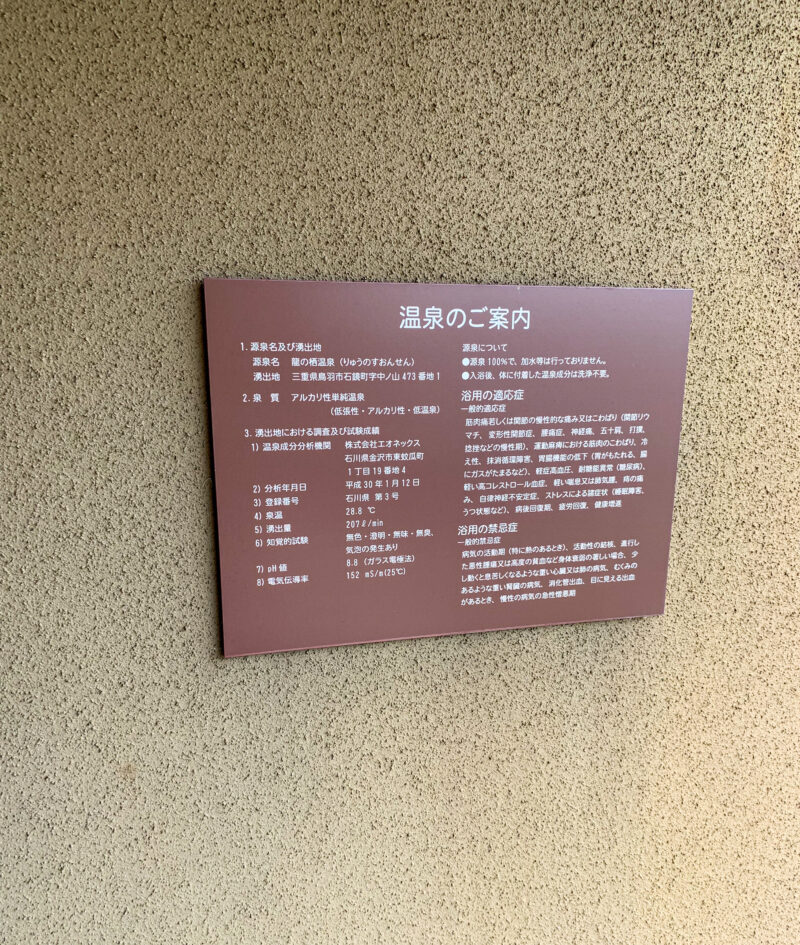 温泉のご案内
1. 源泉名及び湧出地
源泉名　龍の栖温泉（りゅうのすおんせん）
湧出地　三重県鳥羽市石鏡町字中ノ山 473 番地 1
2. 泉　質　アルカリ性単純温泉
（低張性・アルカリ性・低温泉）
3. 湧出地における調査及び試験成績
1) 温泉成分分析機関　株式会社エオネックス
石川県金沢市東蚊爪町
1 丁目 19 番地 4
2) 分析年月日　平成 30 年 1 月 12 日
3) 登録番号　石川県 第 3 号
4) 泉温　28.8 ℃
5) 湧出量　207ℓ/min
6) 知覚的試験　無色・澄明・無味・無臭、
気泡の発生あり
7) pH 値　8.8（ガラス電極法）
8) 電気伝導率　152 mS/m(25℃)
源泉について
●源泉 100%で、加水等は行っておりません。
●入浴後、体に付着した温泉成分は洗浄不要。
浴用の適応症
一般的適応症
筋肉痛若しくは関節の慢性的な痛み又はこわばり（関節リウ
マチ、変形性関節症、腰痛症、神経痛、五十肩、打撲、
捻挫などの慢性期）、運動麻痺における筋肉のこわばり、冷
え性、抹消循環障害、胃腸機能の低下（胃がもたれる、腸
にガスがたまるなど）、軽症高血圧、耐糖能異常（糖尿病）、
軽い高コレストロール血症、軽い喘息又は肺気腫、痔の痛
み、自律神経不安定症、ストレスによる諸症状（睡眠障害、
うつ状態など）、病後回復期、疲労回復、健康増進
浴用の禁忌症
一般的禁忌症
病気の活動期（特に熱のあるとき）、活動性の結核、進行し
た悪性腫瘍又は高度の貧血など身体衰弱の著しい場合、少
し動くと息苦しくなるような重い心臓又は肺の病気、むくみの
あるような重い腎臓の病気、消化管出血、目に見える出血
があるとき、慢性の病気の急性憎悪期